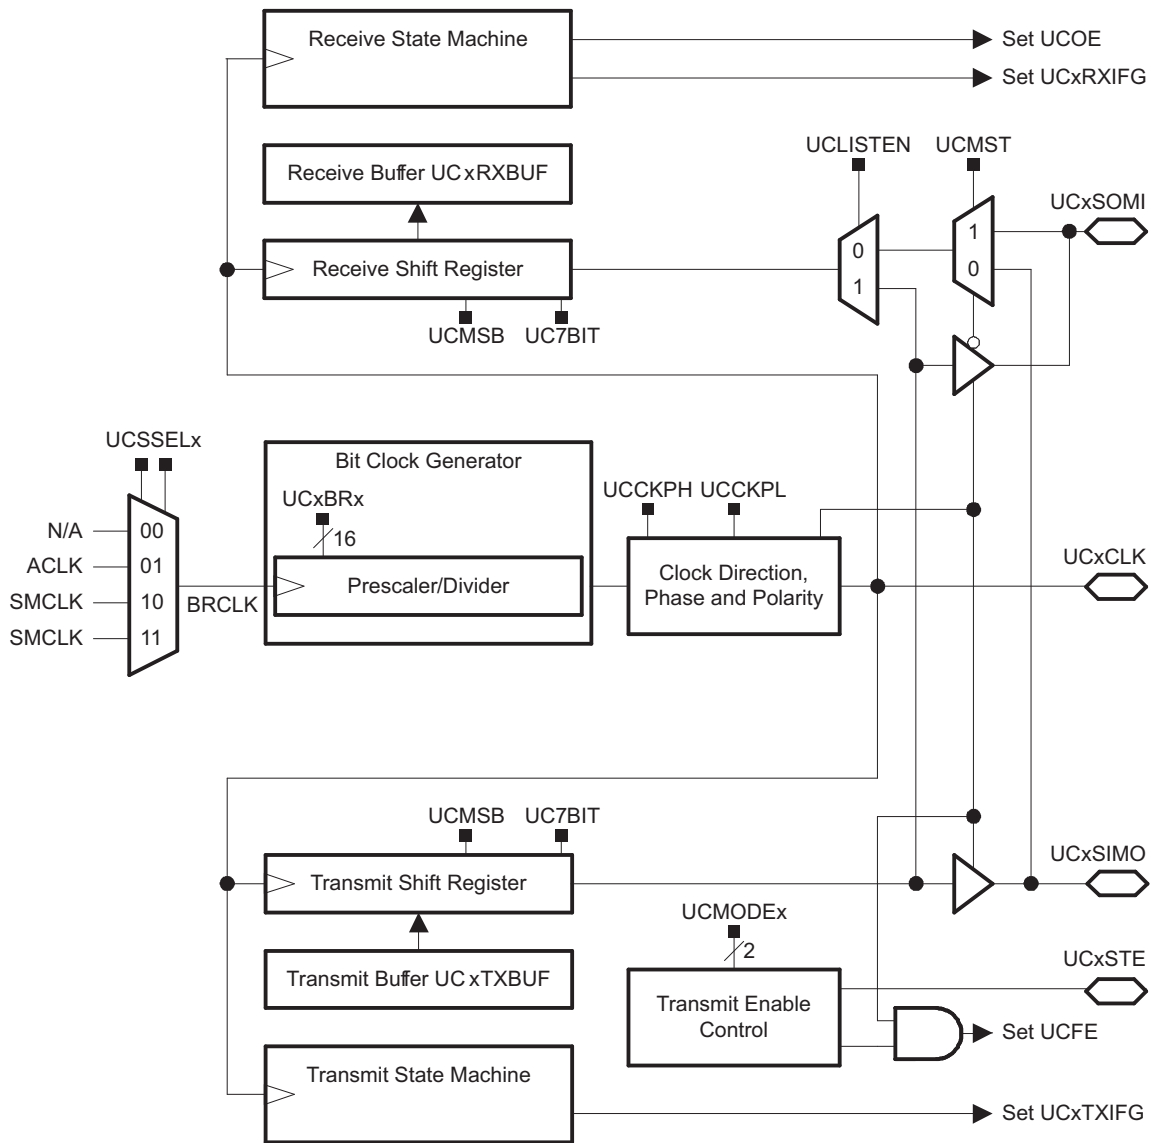 Receive State Machine
Set UCOE
Set UCxRXIFG
Receive Buffer UCxRXBUF
UCLISTEN
UCMST
UCxSOMI
1
0
0
1
Receive Shift Register
UCMSB
UC7BIT
UCSSELx
Bit Clock Generator
UCxBRx
16
UCCKPH
UCCKPL
N/A
00
ACLK
01
SMCLK
10
SMCLK
11
BRCLK
Prescaler/Divider
Clock Direction,
Phase and Polarity
UCxCLK
UCMSB
UC7BIT
Transmit Shift Register
UCxSIMO
UCMODEx
2
Transmit Buffer UCxTXBUF
UCxSTE
Transmit Enable
Control
Set UCFE
Transmit State Machine
Set UCxTXIFG